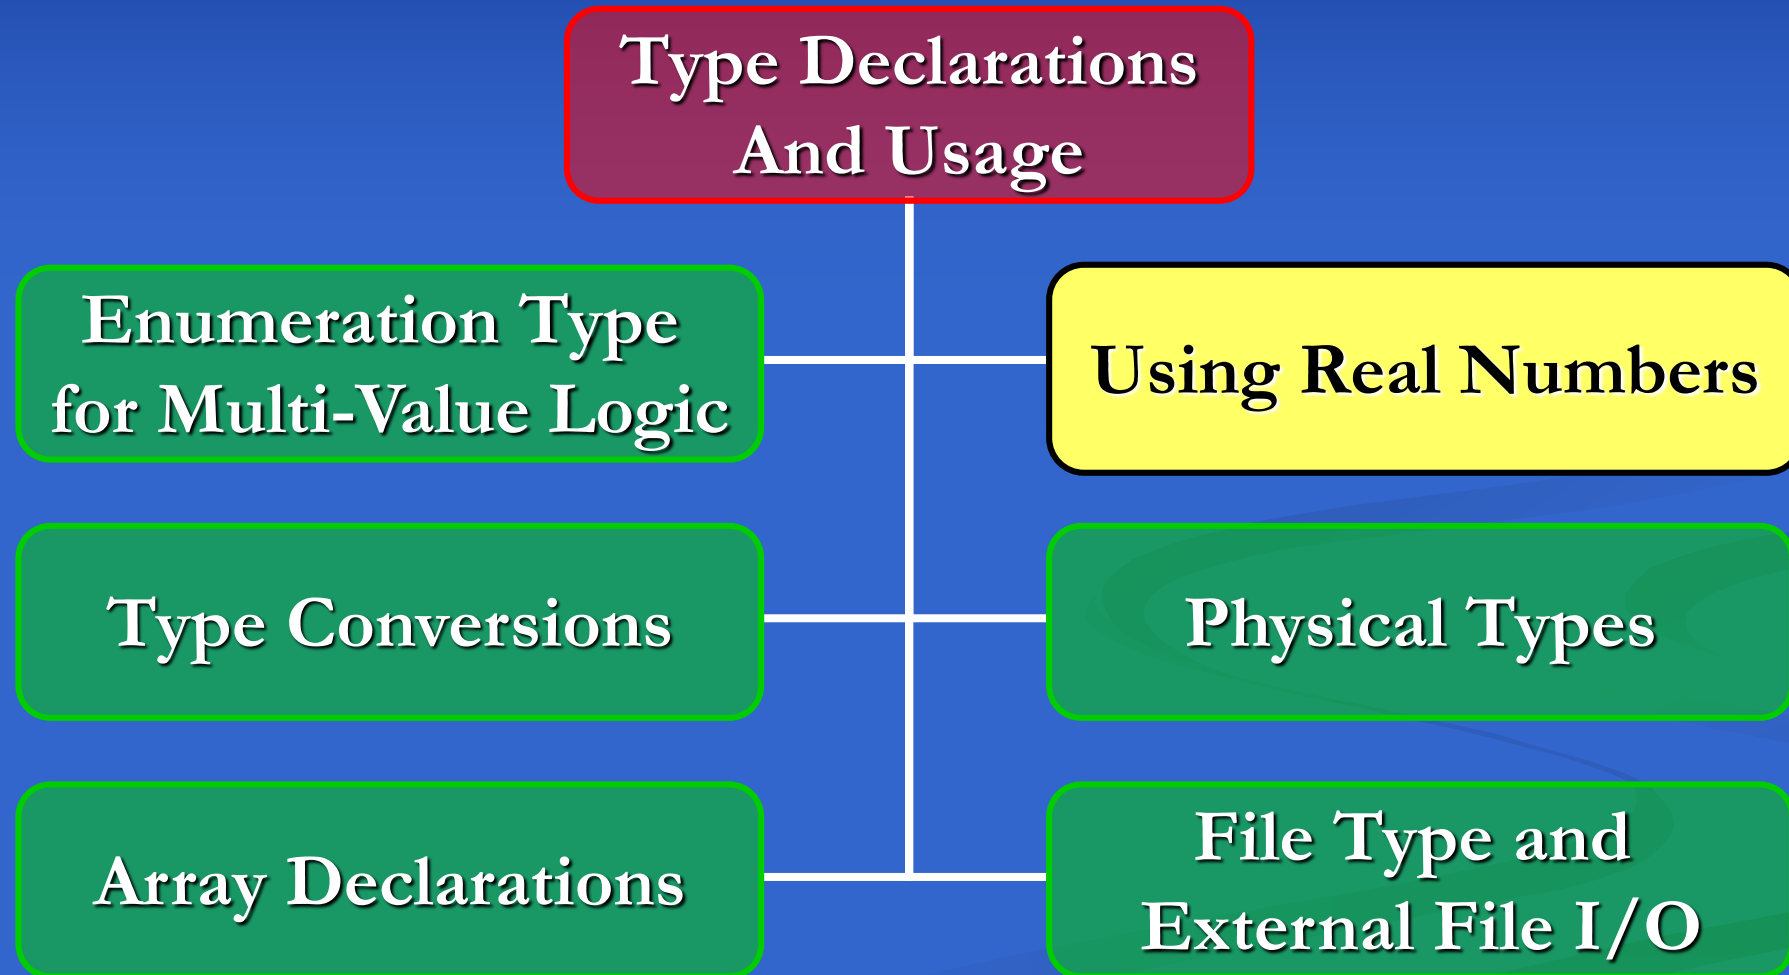 Type Declarations
And Usage
Enumeration Type
for Multi-Value Logic
Using Real Numbers
Type Conversions
Physical Types
Array Declarations
File Type and
External File I/O